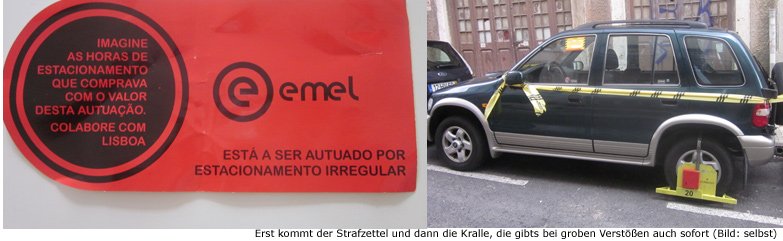 IMAGINE
AS HORAS DE
ESTACIONAMENTO
QUE COMPRAVA
COM O VALOR
DESTA AUTUAÇÃO.
COLABORE COM
LISBOA
emel
ESTÁ A SER AUTUADO POR
ESTACIONAMENTO IRREGULAR
20
Erst kommt der Strafzettel und dann die Kralle, die gibts bei groben Verstößen auch sofort (Bild: selbst)